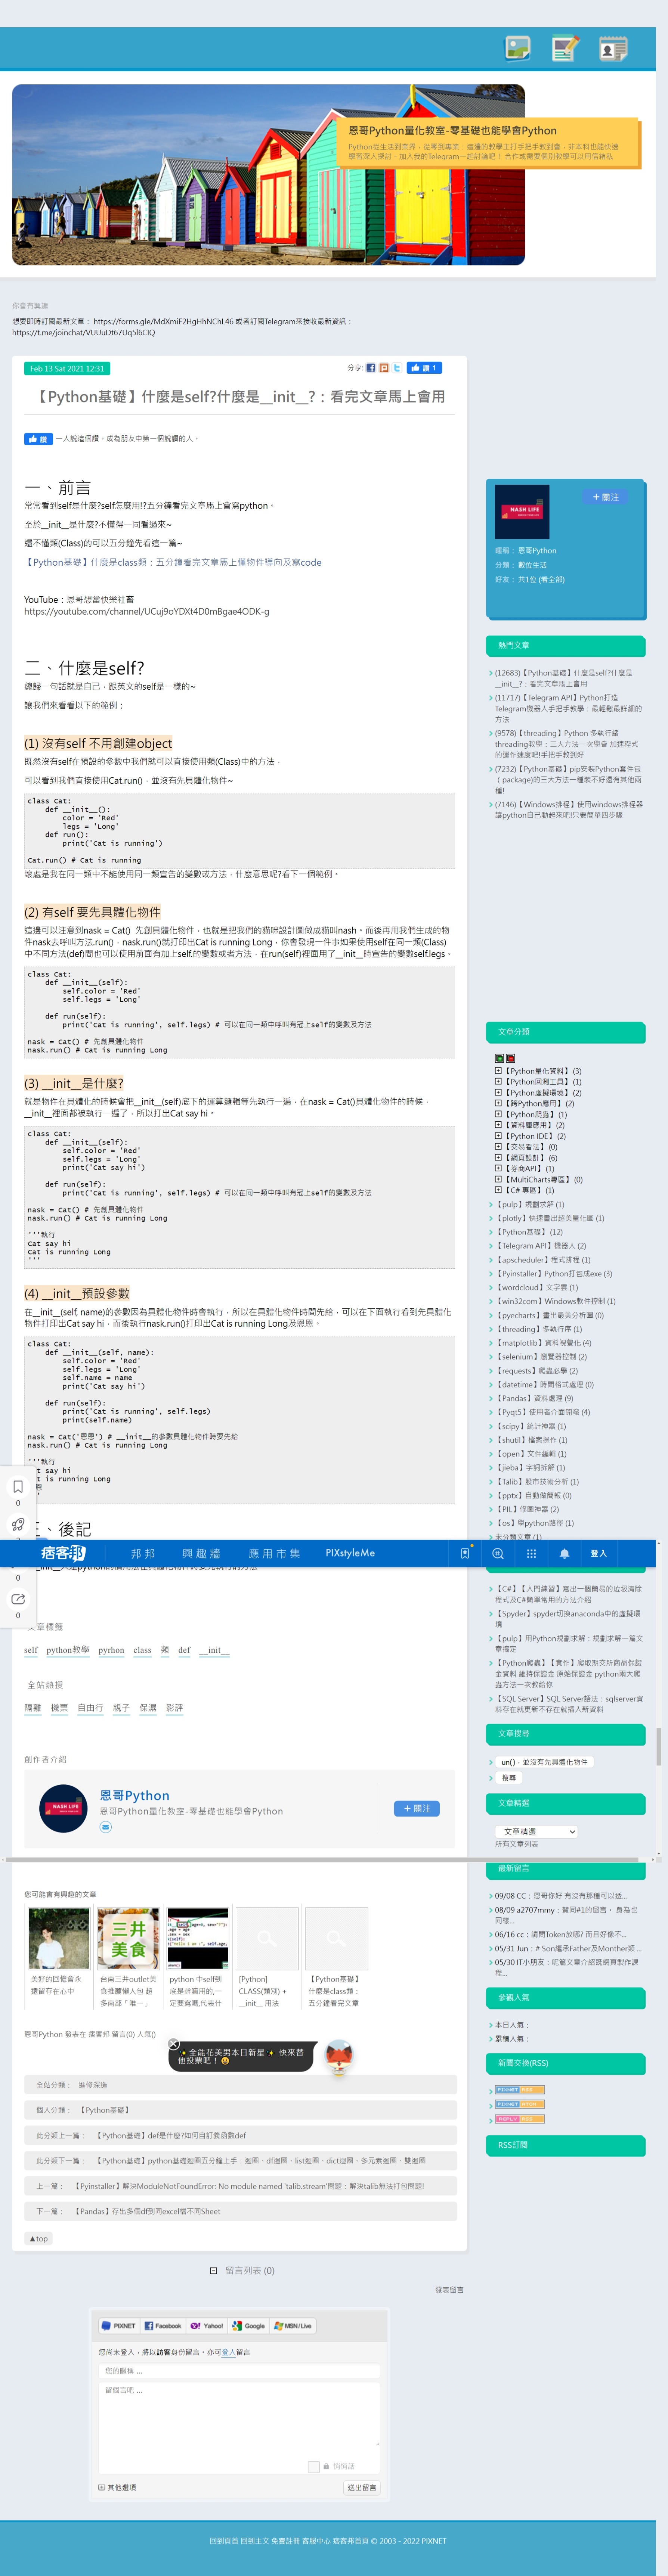 恩哥Python量化教室-零基礎也能學會Python
Python從生活到業界，從零到專業；這邊的教學主打手把手教到會，非本科也能快速
學習深入探討，加入我的Telegram一起討論吧！ 合作或需要個別教學可以用信箱私
你會有興趣
想要即時訂閱最新文章： https://forms.gle/MdXmiF2HgHhNChL46 或者訂閱Telegram來接收最新資訊：
https://t.me/joinchat/VUUuDt67Uq5l6CIQ
Feb 13 Sat 2021 12:31
分享:
讚 1
【Python基礎】什麼是self?什麼是__init__?：看完文章馬上會用
讚 一人說這個讚。成為朋友中第一個說讚的人。
一、前言
常常看到self是什麼?self怎麼用!?五分鐘看完文章馬上會寫python。
至於__init__是什麼?不懂得一同看過來~
還不懂類(Class)的可以五分鐘先看這一篇~
【Python基礎】什麼是class類：五分鐘看完文章馬上懂物件導向及寫code
YouTube：恩哥想當快樂社畜
https://youtube.com/channel/UCuj9oYDXt4D0mBgae4ODK-g
二、什麼是self?
總歸一句話就是自己，跟英文的self是一樣的~
讓我們來看看以下的範例：
(1) 沒有self 不用創建object
既然沒有self在預設的參數中我們就可以直接使用類(Class)中的方法，
可以看到我們直接使用Cat.run()，並沒有先具體化物件~
class Cat:
def __init__():
color = 'Red'
legs = 'Long'
def run():
print('Cat is running')
Cat.run() # Cat is running
壞處是我在同一類中不能使用同一類宣告的變數或方法，什麼意思呢?看下一個範例。
(2) 有self 要先具體化物件
這邊可以注意到nask = Cat() 先創具體化物件，也就是把我們的貓咪設計圖做成貓叫nash。而後再用我們生成的物
件nask去呼叫方法.run()，nask.run()就打印出Cat is running Long，你會發現一件事如果使用self在同一類(Class)
中不同方法(def)間也可以使用前面有加上self.的變數或者方法，在run(self)裡面用了__init__時宣告的變數self.legs。
class Cat:
def __init__(self):
self.color = 'Red'
self.legs = 'Long'
def run(self):
print('Cat is running', self.legs) # 可以在同一類中呼叫有冠上self的變數及方法
nask = Cat() # 先創具體化物件
nask.run() # Cat is running Long
(3) __init__是什麼?
就是物件在具體化的時候會把__init__(self)底下的運算邏輯等先執行一遍，在nask = Cat()具體化物件的時候，
__init__裡面都被執行一遍了，所以打出Cat say hi。
class Cat:
def __init__(self):
self.color = 'Red'
self.legs = 'Long'
print('Cat say hi')
def run(self):
print('Cat is running', self.legs) # 可以在同一類中呼叫有冠上self的變數及方法
nask = Cat() # 先創具體化物件
nask.run() # Cat is running Long
'''執行
Cat say hi
Cat is running Long
'''
(4) __init__預設參數
在__init__(self, name)的參數因為具體化物件時會執行，所以在具體化物件時間先給，可以在下面執行看到先具體化
物件打印出Cat say hi，而後執行nask.run()打印出Cat is running Long及恩恩。
class Cat:
def __init__(self, name):
self.color = 'Red'
self.legs = 'Long'
self.name = name
print('Cat say hi')
def run(self):
print('Cat is running', self.legs)
print(self.name)
nask = Cat('恩恩') # __init__的參數具體化物件時要先給
nask.run() # Cat is running Long
'''執行
t say hi
t is running Long
恩
三、後記
0
0
0
痞客邦
邦邦
興趣牆
應用市集
PIXstyleMe
登入
文章標籤
self python教學 pyrhon class 類 def __init__
全站熱搜
隔離 機票 自由行 親子 保濕 影評
創作者介紹
恩哥Python
恩哥Python量化教室-零基礎也能學會Python
＋關注
您可能會有興趣的文章
美好的回憶會永遠留存在心中
台南三井outlet美食推薦懶人包 超多南部『唯一』
python 中self到底是幹嘛用的,一定要寫嗎,代表什
[Python] CLASS(類別) + __init__ 用法
【Python基礎】什麼是class類：五分鐘看完文章
恩哥Python 發表在 痞客邦 留言(0) 人氣()
✨全能花美男本日新星✨ 快來替
他投票吧！
全站分類： 進修深造
個人分類： 【Python基礎】
此分類上一篇： 【Python基礎】def是什麼?如何自訂義函數def
此分類下一篇： 【Python基礎】python基礎迴圈五分鐘上手：迴圈、df迴圈、list迴圈、dict迴圈、多元素迴圈、雙迴圈
上一篇： 【Pyinstaller】解決ModuleNotFoundError: No module named 'talib.stream'問題：解決talib無法打包問題!
下一篇： 【Pandas】存出多個df到同excel檔不同Sheet
▲top
留言列表 (0)
發表留言
PIXNET Facebook Yahoo! Google MSN/Live
您尚未登入，將以訪客身份留言。亦可登入留言
您的暱稱 ...
留個言吧 ...
悄悄話
其他選項
送出留言
NASH LIFE
＋關注
暱稱： 恩哥Python
分類： 數位生活
好友： 共1位 (看全部)
熱門文章
(12683)【Python基礎】什麼是self?什麼是
__init__?：看完文章馬上會用
(11717)【Telegram API】Python打造
Telegram機器人手把手教學：最輕鬆最詳細的
方法
(9578)【threading】Python 多執行緒
threading教學：三大方法一次學會 加速程式
的運作速度吧!手把手教到好
(7232)【Python基礎】pip安裝Python套件包
（package)的三大方法一種裝不好還有其他兩
種!
(7146)【Windows排程】使用windows排程器
讓python自己動起來吧!只要簡單四步驟
文章分類
【Python量化資料】 (3)
【Python回測工具】 (1)
【Python虛擬環境】 (2)
【跨Python應用】 (2)
【Python爬蟲】 (1)
【資料庫應用】 (2)
【Python IDE】 (2)
【交易看法】 (0)
【網頁設計】 (6)
【券商API】 (1)
【MultiCharts專區】 (0)
【C# 專區】 (1)
【pulp】規劃求解 (1)
【plotly】快速畫出超美量化圖 (1)
【Python基礎】 (12)
【Telegram API】機器人 (2)
【apscheduler】程式排程 (1)
【Pyinstaller】Python打包成exe (3)
【wordcloud】文字雲 (1)
【win32com】Windows軟件控制 (1)
【pyecharts】畫出最美分析圖 (0)
【threading】多執行序 (1)
【matplotlib】資料視覺化 (4)
【selenium】瀏覽器控制 (2)
【requests】爬蟲必學 (2)
【datetime】時間格式處理 (0)
【Pandas】資料處理 (9)
【Pyqt5】使用者介面開發 (4)
【scipy】統計神器 (1)
【shutil】檔案操作 (1)
【open】文件編輯 (1)
【jieba】字詞拆解 (1)
【Talib】股市技術分析 (1)
【pptx】自動做簡報 (0)
【PIL】修圖神器 (2)
【os】學python路徑 (1)
未分類文章 (1)
【C#】【入門練習】寫出一個簡易的垃圾清除
程式及C#簡單常用的方法介紹
【Spyder】spyder切換anaconda中的虛擬環
境
【pulp】用Python規劃求解：規劃求解一篇文
章搞定
【Python爬蟲】【實作】爬取期交所商品保證
金資料 維持保證金 原始保證金 python兩大爬
蟲方法一次教給你
【SQL Server】SQL Server語法：sqlserver資
料存在就更新不存在就插入新資料
文章搜尋
un()，並沒有先具體化物件
搜尋
文章精選
文章精選
所有文章列表
最新留言
09/08 CC：恩哥你好 有沒有那種可以透...
08/09 a2707mmy：贊同#1的留言。 身為也
同樣...
06/16 cc：請問Token放哪? 而且好像不...
05/31 Jun：# Son繼承Father及Monther類 ...
05/30 IT小朋友：呢篇文章介紹既網頁製作課
程...
參觀人氣
本日人氣：
累積人氣：
新聞交換(RSS)
RSS訂閱
回到頁首 回到主文 免費註冊 客服中心 痞客邦首頁 © 2003 - 2022 PIXNET